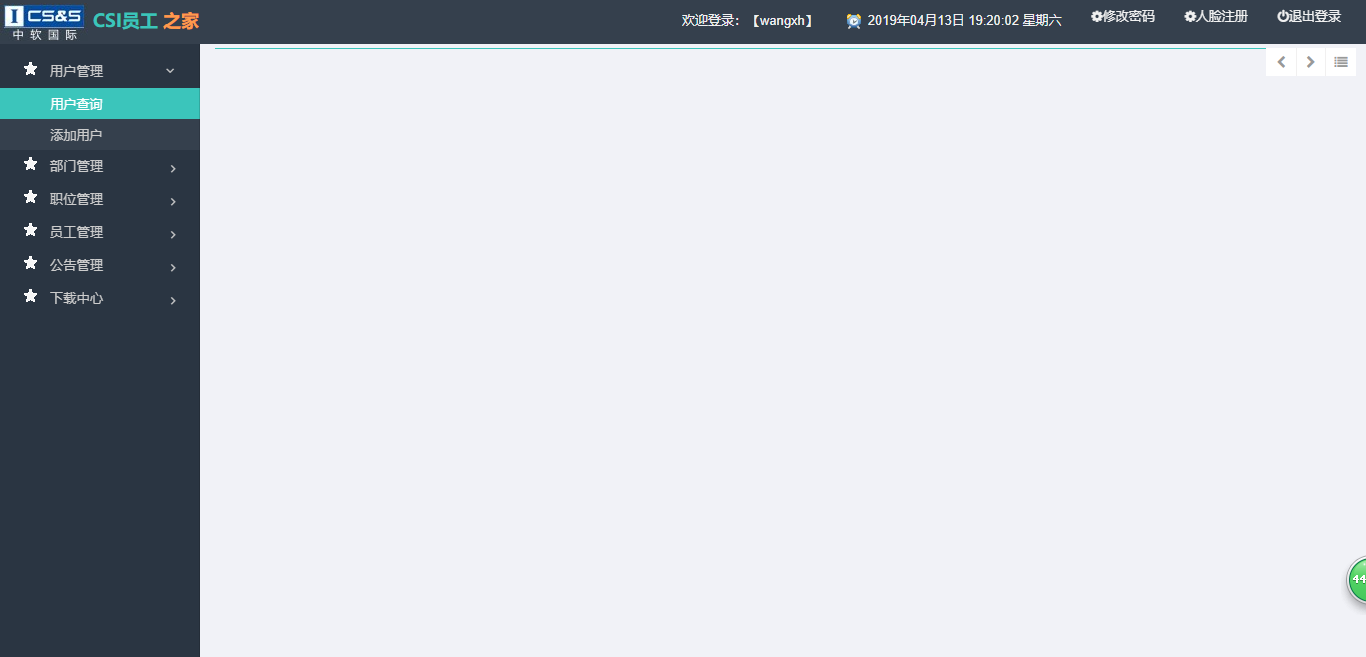 CS&S
中软国际
CSI员工 之家
欢迎登录: 【wangxh】
2019年04月13日 19:20:02 星期六
修改密码
人脸注册
退出登录
用户管理
用户查询
添加用户
部门管理
职位管理
员工管理
公告管理
下载中心
44